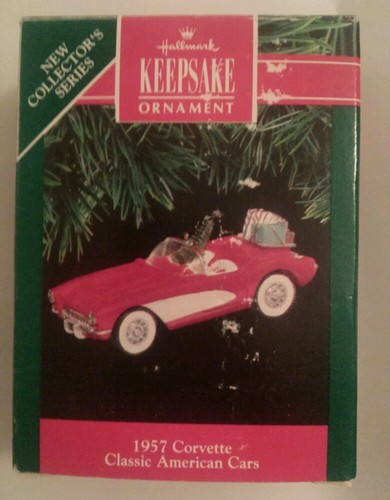 NEW
COLLECTOR'S
SERIES
Hallmark
KEEPSAKE
ORNAMENT
1957 Corvette
Classic American Cars